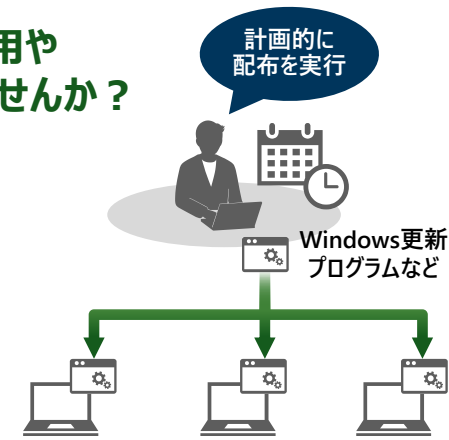 用や
せんか？
計画的に
配布を実行
Windows更新
プログラムなど